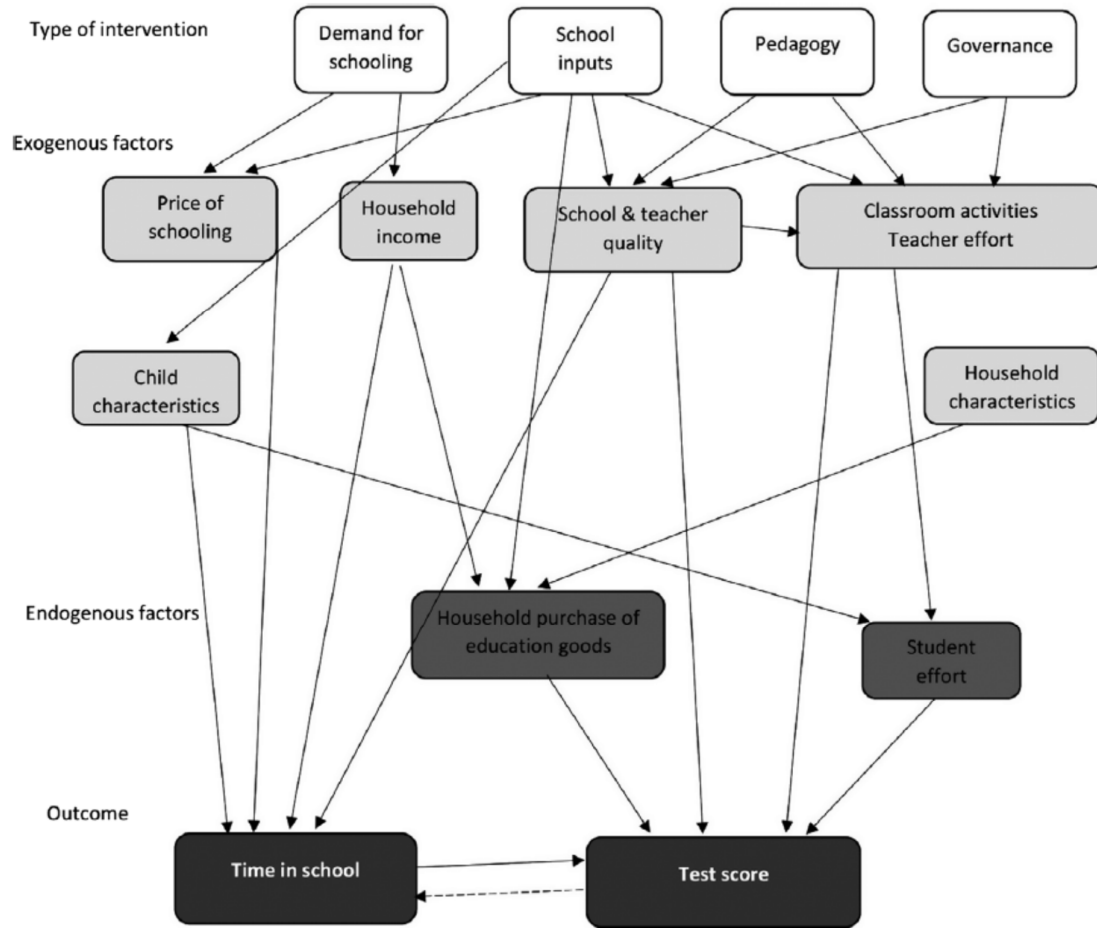 Type of intervention
Demand for
schooling
School
inputs
Pedagogy
Governance
Exogenous factors
Price of
schooling
Household
income
School & teacher
quality
Classroom activities
Teacher effort
Child
characteristics
Household
characteristics
Endogenous factors
Household purchase of
education goods
Student
effort
Outcome
Time in school
Test score